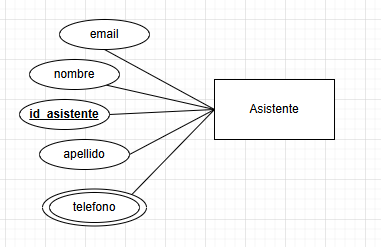 email
nombre
id_asistente
Asistente
apellido
telefono